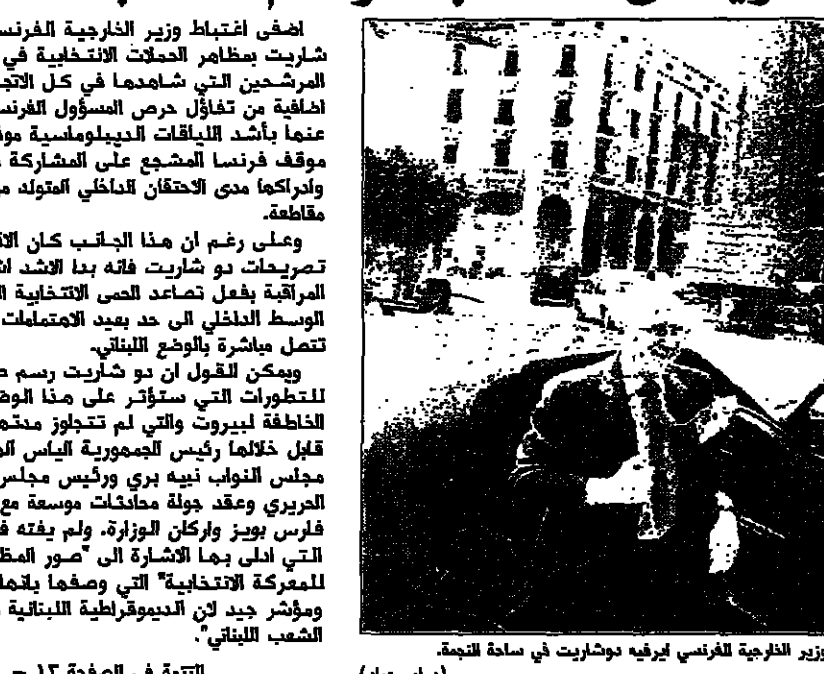 اضفى اغتباط وزير الخارجية الفرنسي
شاريت بمظاهر الحملات الانتخابية في
المرشحين التي شاهدها في كل الاتج
اضافية من تفاؤل حرص المسؤول الفرنس
عنها بأشد اللياقات الديبلوماسية مو
موقف فرنسا المشجع على المشاركة
وادراكها مدى الاحتقان الداخلي المتولد م
مقاطعة.
وعلى رغم ان هذا الجانب كان الا
تصريحات دو شاريت فانه بدا الاشد ا
المراقبة بفعل تصاعد الحمى الانتخابية ا
الوسط الداخلي الى حد بعيد الاهتمامات
تتصل مباشرة بالوضع اللبناني.
ويمكن القول ان دو شاريت رسم
للتطورات التي ستؤثر على هذا الوض
الخاطفة لبيروت والتي لم تتجاوز مدتها
قابل خلالها رئيس الجمهورية الياس اله
مجلس النواب نبيه بري ورئيس مجلس
الحريري وعقد جولة محادثات موسعة مع
فارس بويز واركان الوزارة. ولم يفته ف
التي ادلى بها الاشارة الى "صور المظ
للمعركة الانتخابية" التي وصفها بانها
ومؤشر جيد لان الديموقراطية اللبنانية
الشعب اللبناني".
التتمة في الصفحة ١٢ –
وزير الخارجية الفرنسي ايرفيه دوشاريت في ساحة النجمة.